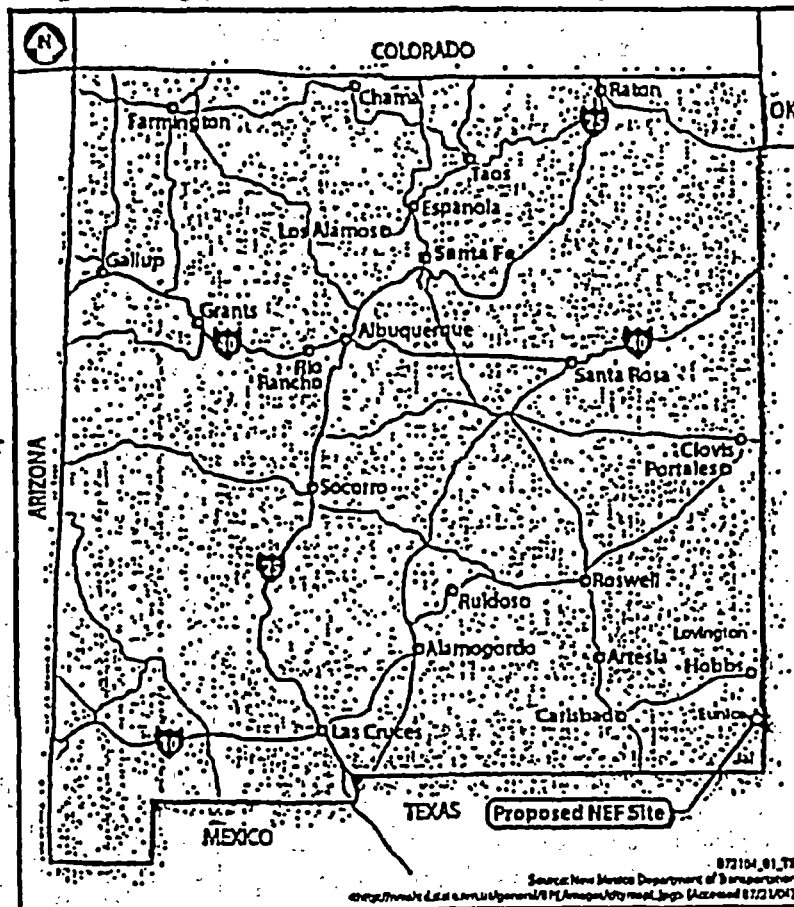 N
COLORADO
Chama
Raton
OK
Farmington
25
Taos
Espanola
Los Alamos
Santa Fe
Gallup
Grants
Albuquerque
40
40
Rio
Rancho
Santa Rosa
ARIZONA
Clovis
Portales
Socorro
25
Roswell
Ruidoso
Lovington
Alamogordo
Artesia
Hobbs
Carlsbad
Eunice
Las Cruces
10
Jal
TEXAS
Proposed NEF Site
MEXICO
Source: New Mexico Department of Transportation